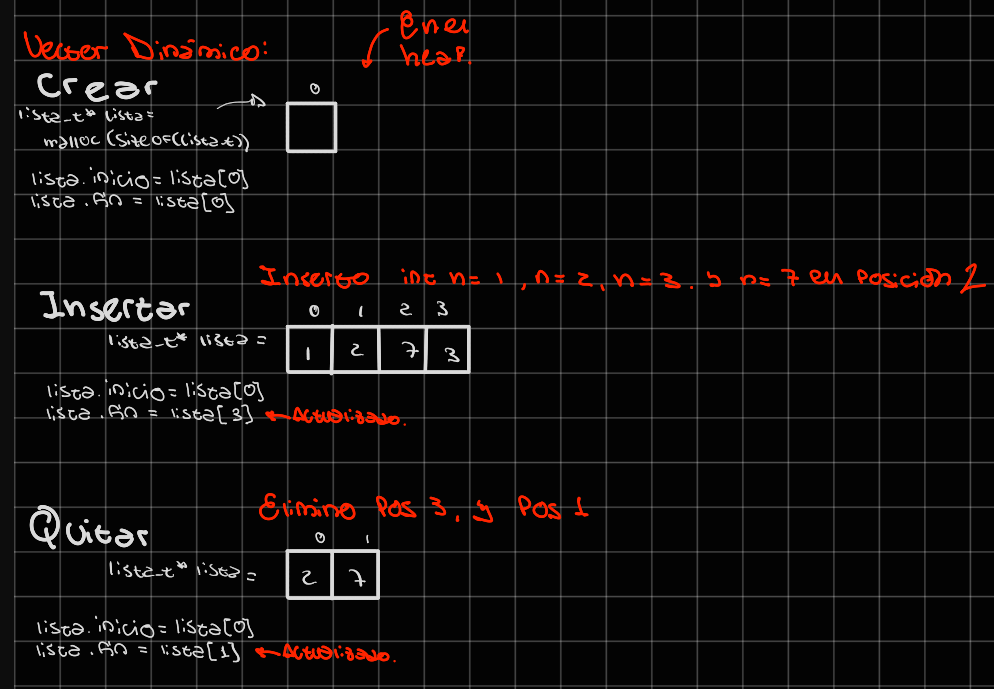 Vector Dinámico:
@ en el
heap.
Crear
lista_t* lista =
malloc (sizeof(lista_t))
0
lista.inicio = lista[0]
lista.fin = lista[0]
Inserto int n= 1, n= 2, n= 3. y n= 7 en Posición 2
Insertar
0 1 2 3
lista_t* lista =
1 2 7 3
lista.inicio = lista[0]
lista.fin = lista[3] ← Actualizado.
Elimino Pos 3. y Pos 1
Quitar
0 1
lista_t* lista =
2 7
lista.inicio = lista[0]
lista.fin = lista[1] ← Actualizado.